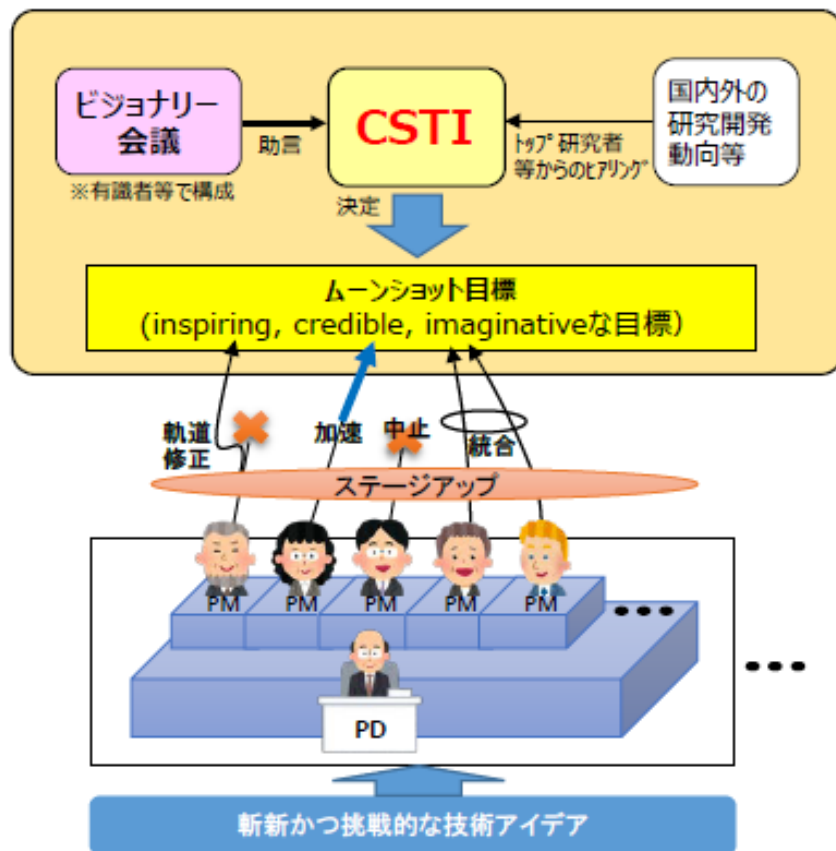 ビジョナリー
会議
※有識者等で構成
助言
CSTI
国内外の
研究開発
動向等
ﾄｯﾌﾟ研究者
等からのﾋｱﾘﾝｸﾞ
決定
ムーンショット目標
(inspiring, credible, imaginativeな目標)
軌道
修正
加速
中止
統合
ステージアップ
PM
PM
PM
PM
PM
PD
斬新かつ挑戦的な技術アイデア